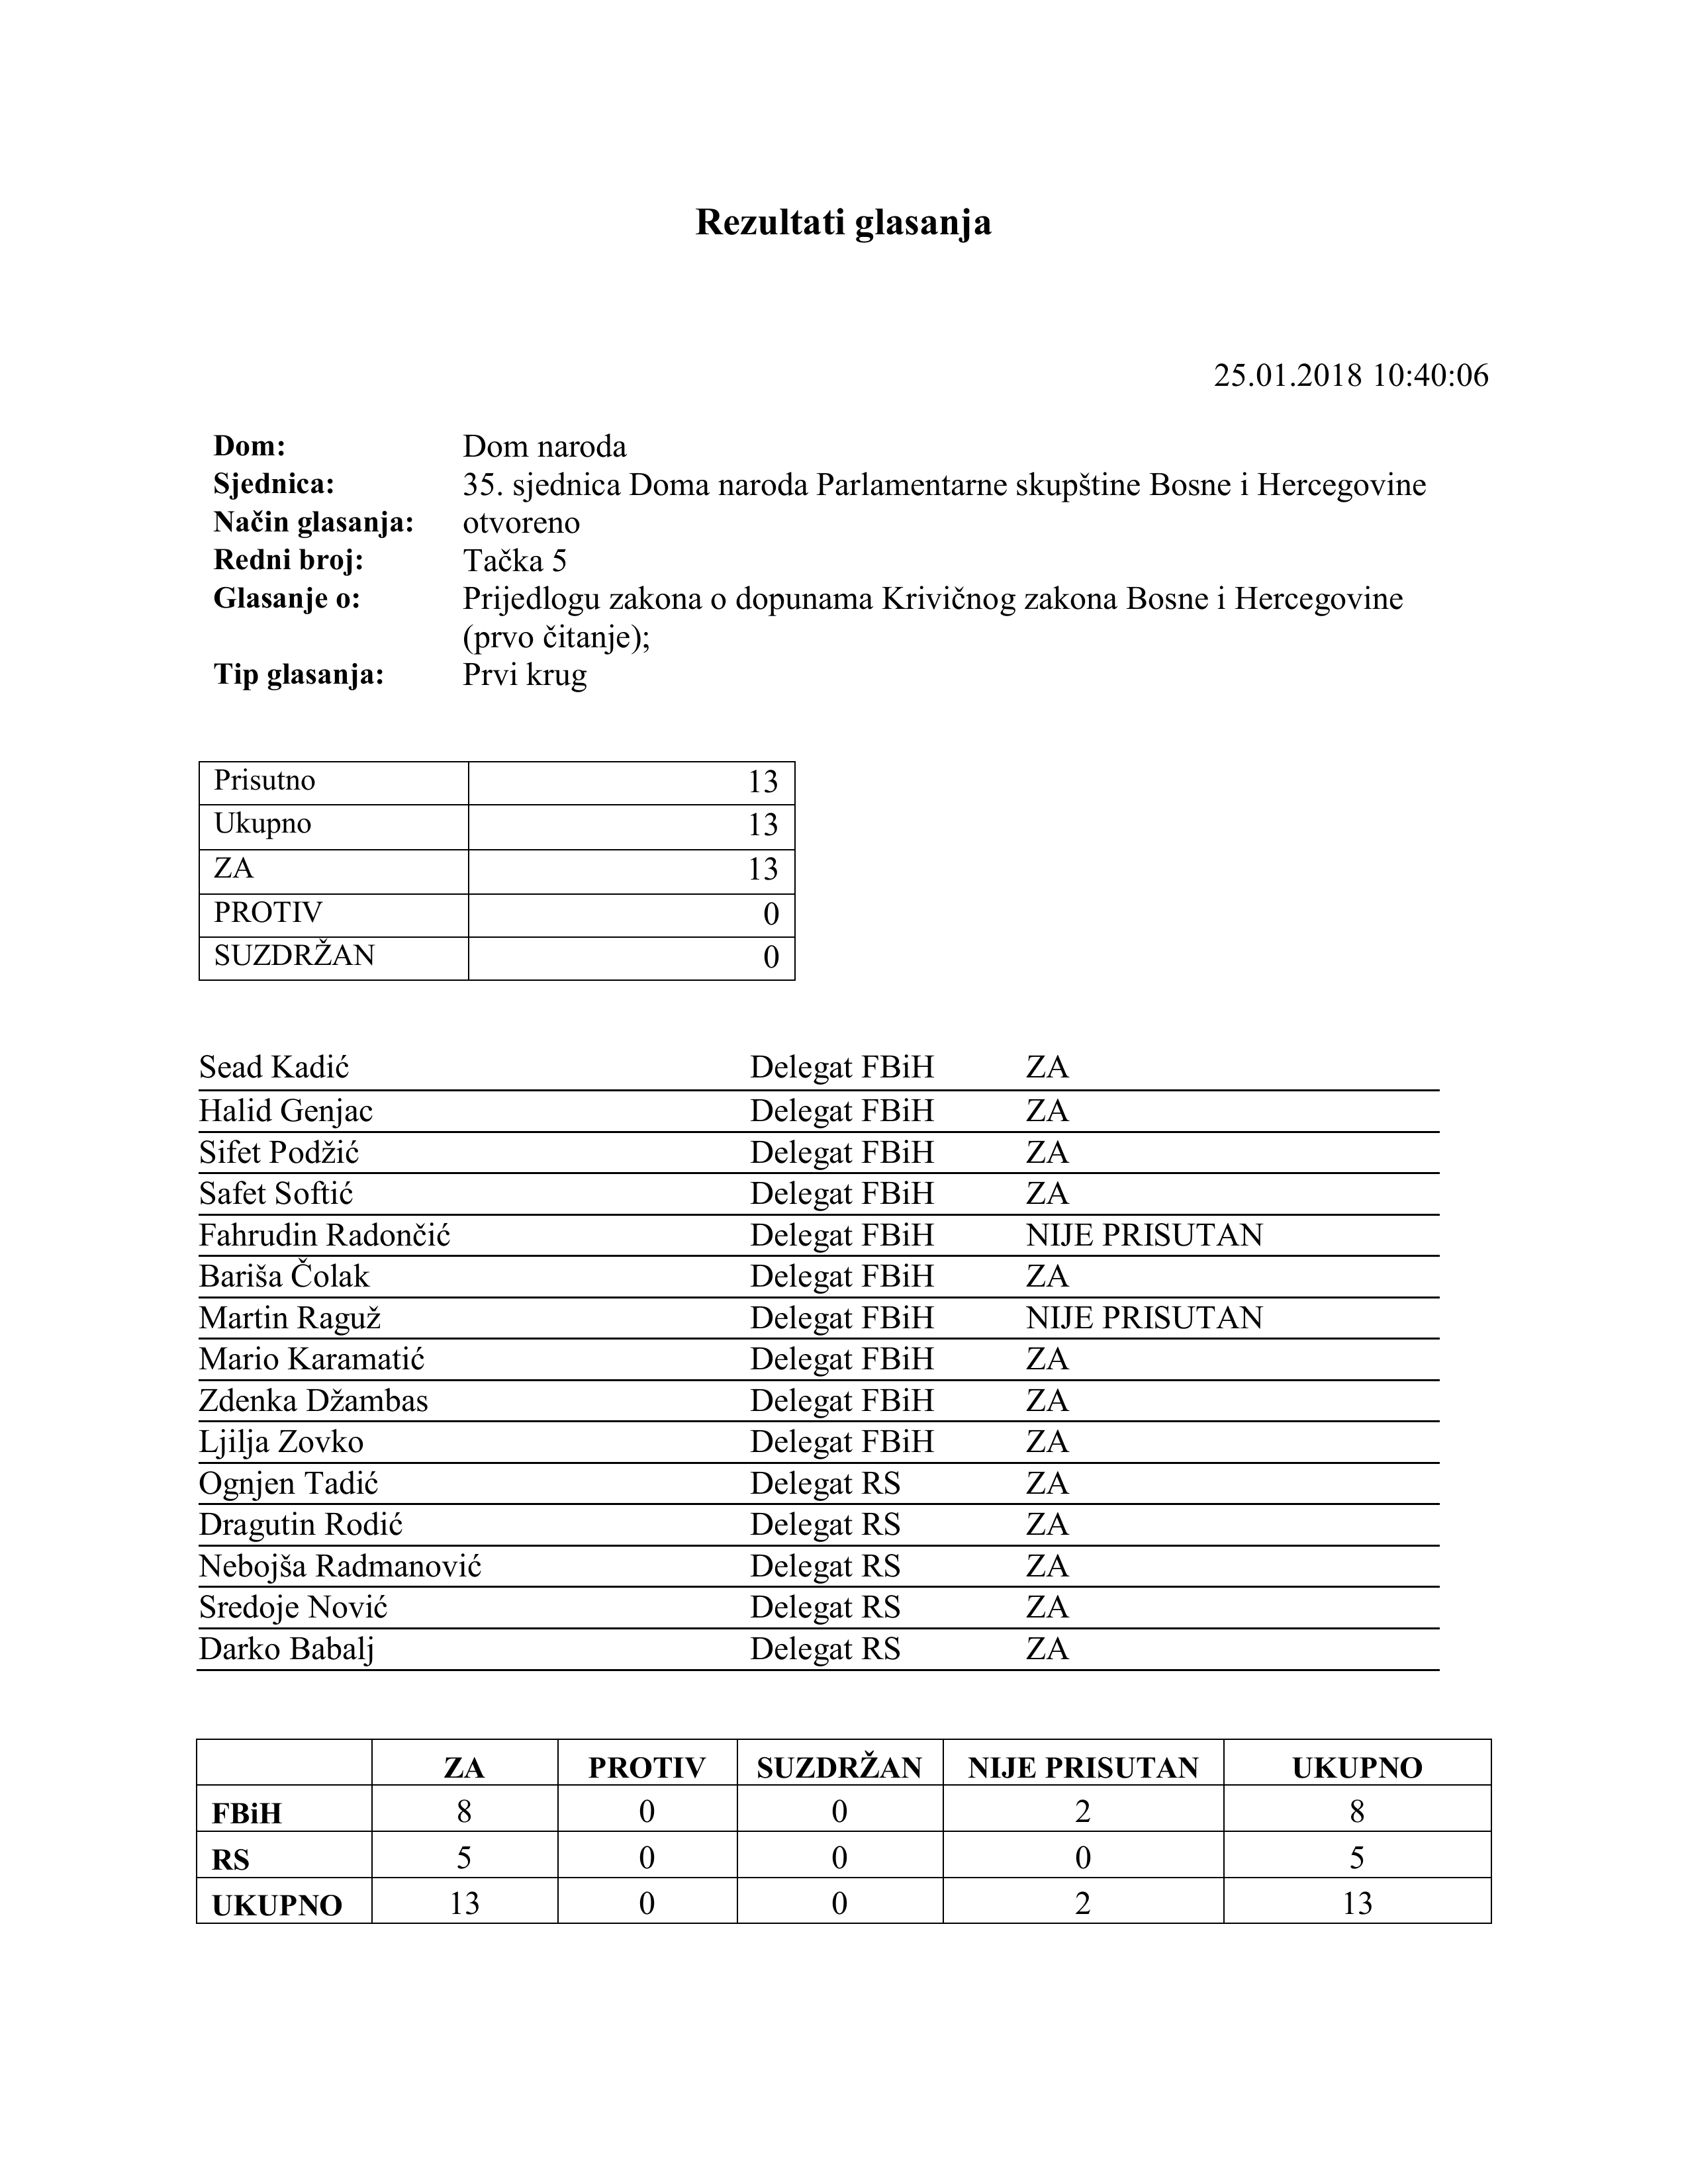 Rezultati glasanja
25.01.2018 10:40:06
Dom: Dom naroda
Sjednica: 35. sjednica Doma naroda Parlamentarne skupštine Bosne i Hercegovine
Način glasanja: otvoreno
Redni broj: Tačka 5
Glasanje o: Prijedlogu zakona o dopunama Krivičnog zakona Bosne i Hercegovine
(prvo čitanje);
Tip glasanja: Prvi krug
Prisutno 13
Ukupno 13
ZA 13
PROTIV 0
SUZDRŽAN 0
Sead Kadić Delegat FBiH ZA
Halid Genjac Delegat FBiH ZA
Sifet Podžić Delegat FBiH ZA
Safet Softić Delegat FBiH ZA
Fahrudin Radončić Delegat FBiH NIJE PRISUTAN
Bariša Čolak Delegat FBiH ZA
Martin Raguž Delegat FBiH NIJE PRISUTAN
Mario Karamatić Delegat FBiH ZA
Zdenka Džambas Delegat FBiH ZA
Ljilja Zovko Delegat FBiH ZA
Ognjen Tadić Delegat RS ZA
Dragutin Rodić Delegat RS ZA
Nebojša Radmanović Delegat RS ZA
Sredoje Nović Delegat RS ZA
Darko Babalj Delegat RS ZA
ZA PROTIV SUZDRŽAN NIJE PRISUTAN UKUPNO
FBiH 8 0 0 2 8
RS 5 0 0 0 5
UKUPNO 13 0 0 2 13